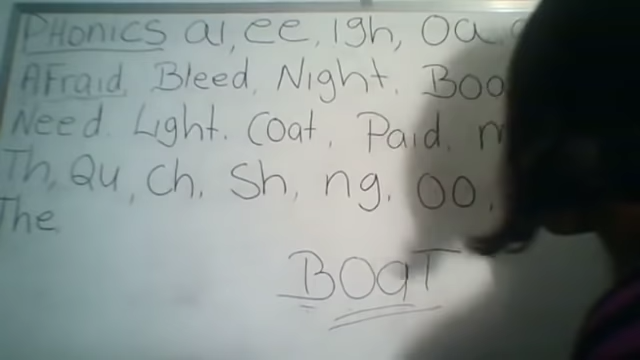 PHonics ai, ee, igh, oa
AFraid. Bleed. Night.
Need. Light. Coat, Paid.
Th, Qu, Ch, Sh, ng, oo,
The
BOaT